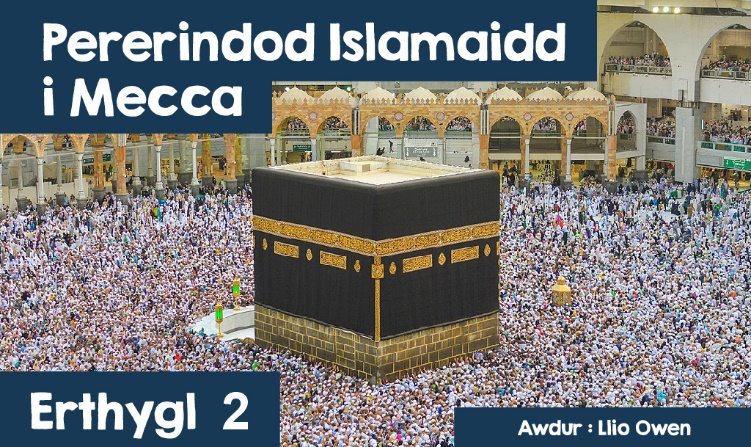 Pererindod Islamaidd
i Mecca
Erthygl 2
Awdur : Llio Owen